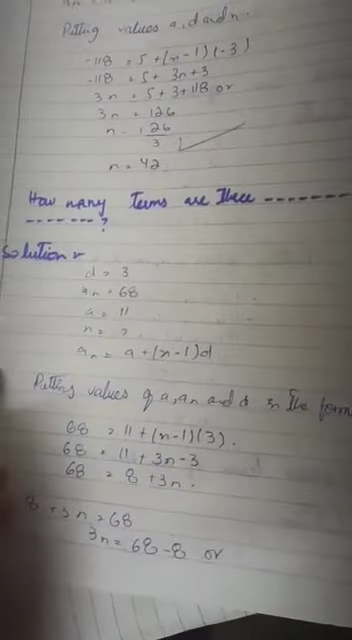 Putting values a, d and n.
-118 = 5 + (n-1)(-3)
-118 = 5 + 3n + 3
3n = 5 + 3 + 118 or
3n = 126
n = 126
3
n = 42
How many Terms are There -------
-------?
Solution
d = 3
an = 68
a = 11
n = ?
an = a + (n-1)d
Putting values of a, an and d in The form
68 = 11 + (n-1)(3).
68 = 11 + 3n - 3
68 = 8 + 3n.
8 + 3n = 68
3n = 68 - 8 or